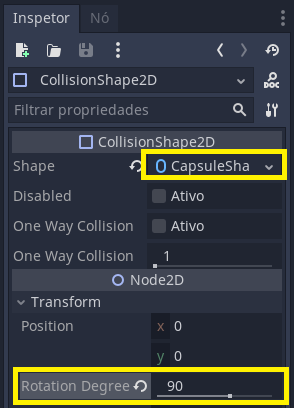 Inspetor Nó
CollisionShape2D
DOC
Filtrar propriedades
CollisionShape2D
Shape CapsuleSha
Disabled Ativo
One Way Collision Ativo
One Way Collision 1
Node2D
Transform
Position x 0
y 0
Rotation Degree 90